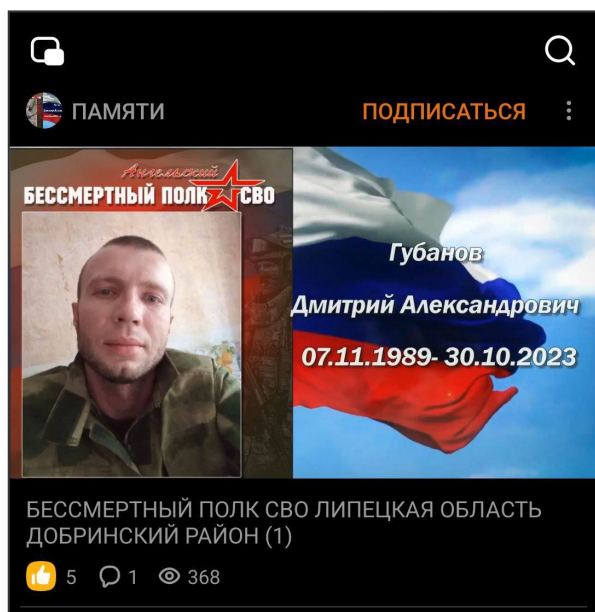 ПАМЯТИ
ПОДПИСАТЬСЯ
Ангельский
БЕССМЕРТНЫЙ ПОЛК СВО
Губанов
Дмитрий Александрович
07.11.1989- 30.10.2023
БЕССМЕРТНЫЙ ПОЛК СВО ЛИПЕЦКАЯ ОБЛАСТЬ
ДОБРИНСКИЙ РАЙОН (1)
5 1 368